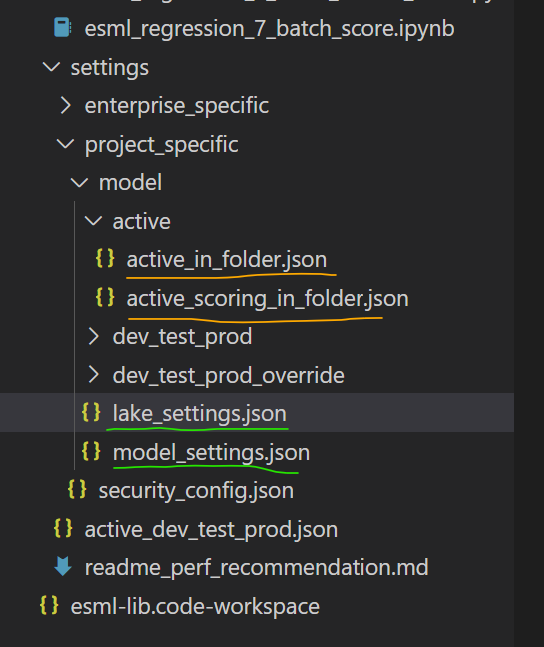 esml_regression_7_batch_score.ipynb
settings
enterprise_specific
project_specific
model
active
{} active_in_folder.json
{} active_scoring_in_folder.json
dev_test_prod
dev_test_prod_override
{} lake_settings.json
{} model_settings.json
{} security_config.json
{} active_dev_test_prod.json
readme_perf_recommendation.md
{} esml-lib.code-workspace